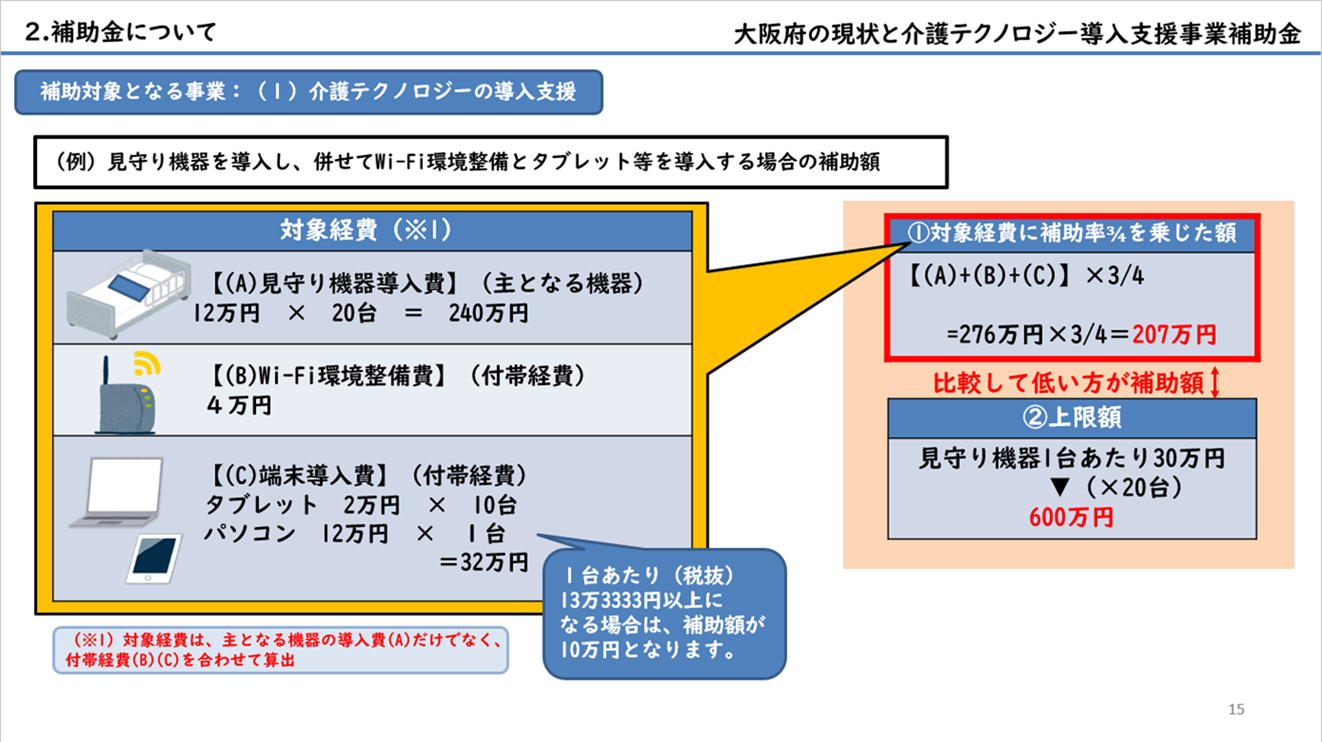 2.補助金について
大阪府の現状と介護テクノロジー導入支援事業補助金
補助対象となる事業：（1）介護テクノロジーの導入支援
（例）見守り機器を導入し、併せてWi-Fi環境整備とタブレット等を導入する場合の補助額
対象経費（※1）
【(A)見守り機器導入費】（主となる機器）
12万円　×　20台　＝　240万円
【(B)Wi-Fi環境整備費】（付帯経費）
４万円
【(C)端末導入費】（付帯経費）
タブレット　2万円　×　10台
パソコン　12万円　×　1台
＝32万円
1台あたり（税抜）
13万3333円以上に
なる場合は、補助額が
10万円となります。
（※1）対象経費は、主となる機器の導入費(A)だけでなく、
付帯経費(B)(C)を合わせて算出
①対象経費に補助率¾を乗じた額
【(A)+(B)+(C)】×3/4
=276万円×3/4＝207万円
比較して低い方が補助額
②上限額
見守り機器1台あたり30万円
▼（×20台）
600万円
15